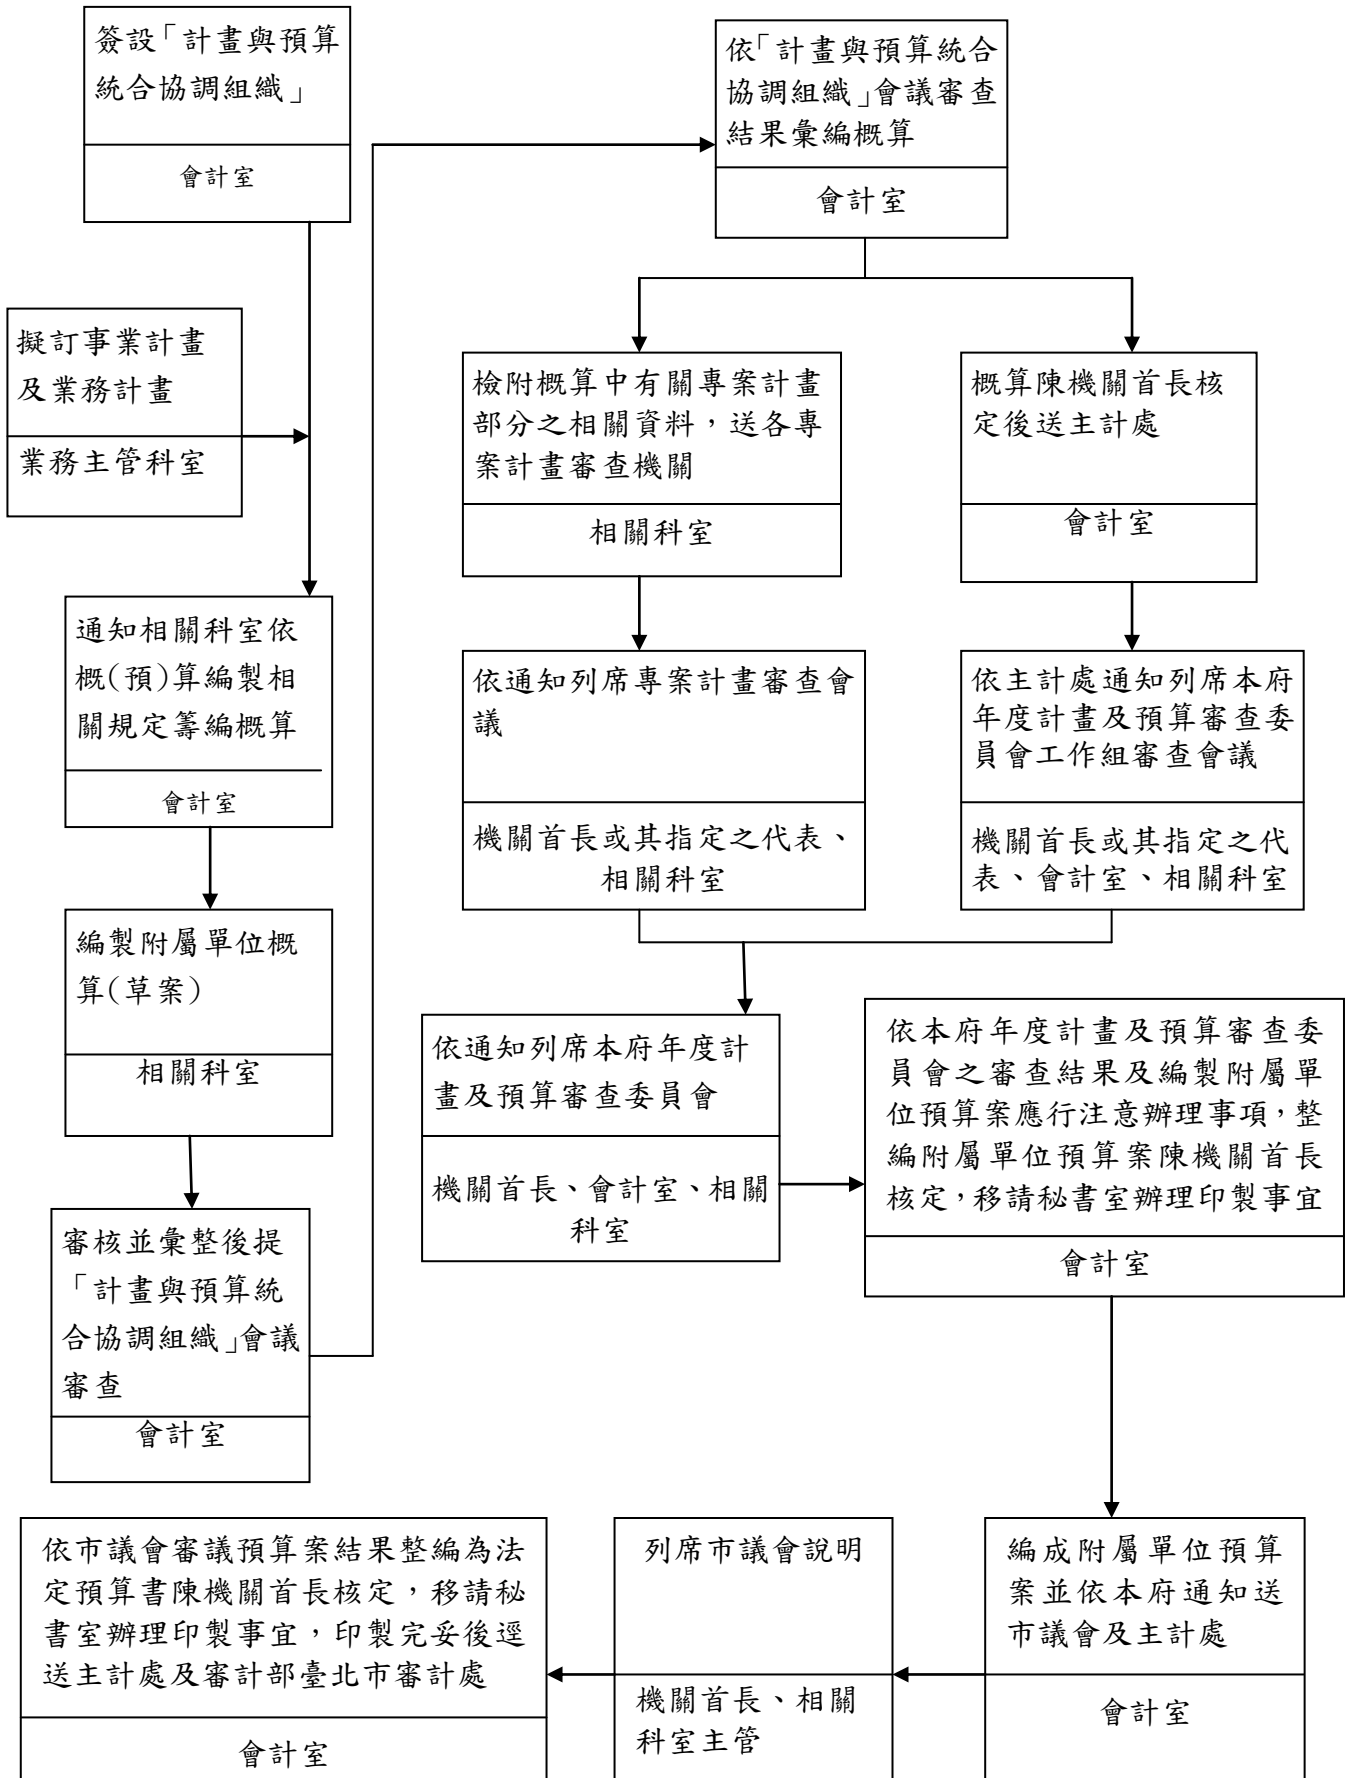 簽設「計畫與預算
統合協調組織」
會計室
擬訂事業計畫
及業務計畫
業務主管科室
通知相關科室依
概(預)算編製相
關規定籌編概算
會計室
編製附屬單位概
算(草案)
相關科室
審核並彙整後提
「計畫與預算統
合協調組織」會議
審查
會計室
依「計畫與預算統合
協調組織」會議審查
結果彙編概算
會計室
檢附概算中有關專案計畫
部分之相關資料，送各專
案計畫審查機關
相關科室
概算陳機關首長核
定後送主計處
會計室
依通知列席專案計畫審查會
議
機關首長或其指定之代表、
相關科室
依主計處通知列席本府
年度計畫及預算審查委
員會工作組審查會議
機關首長或其指定之代
表、會計室、相關科室
依通知列席本府年度計
畫及預算審查委員會
機關首長、會計室、相關
科室
依本府年度計畫及預算審查委
員會之審查結果及編製附屬單
位預算案應行注意辦理事項，整
編附屬單位預算案陳機關首長
核定，移請秘書室辦理印製事宜
會計室
編成附屬單位預算
案並依本府通知送
市議會及主計處
會計室
列席市議會說明
機關首長、相關
科室主管
依市議會審議預算案結果整編為法
定預算書陳機關首長核定，移請秘
書室辦理印製事宜，印製完妥後逕
送主計處及審計部臺北市審計處
會計室